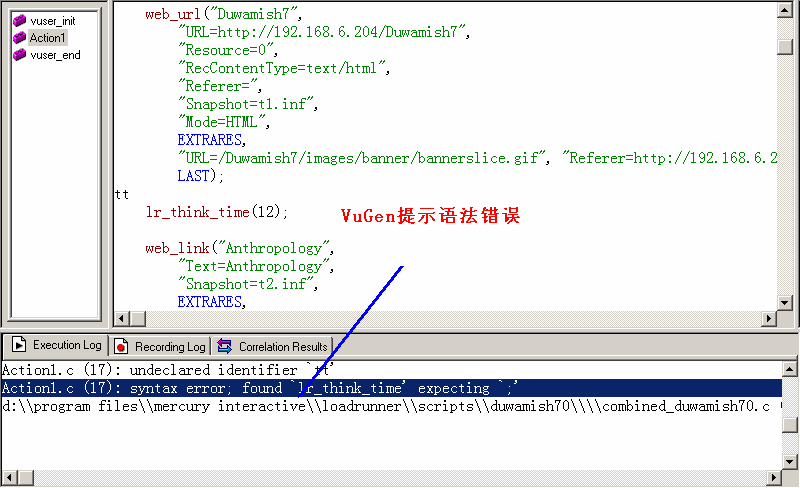 vuser_init
Action1
vuser_end
web_url("Duwamish7",
"URL=http://192.168.6.204/Duwamish7",
"Resource=0",
"RecContentType=text/html",
"Referer=",
"Snapshot=t1.inf",
"Mode=HTML",
EXTRARES,
"URL=/Duwamish7/images/banner/bannerslice.gif", "Referer=http://192.168.6.2
LAST);
tt
lr_think_time(12);
VuGen提示语法错误
web_link("Anthropology",
"Text=Anthropology",
"Snapshot=t2.inf",
EXTRARES,
Execution Log
Recording Log
Correlation Results
Action1.c (17): undeclared identifier `tt'
Action1.c (17): syntax error; found `lr_think_time' expecting `;'
d:\\program files\\mercury interactive\\loadrunner\\scripts\\duwamish70\\\\combined_duwamish70.c